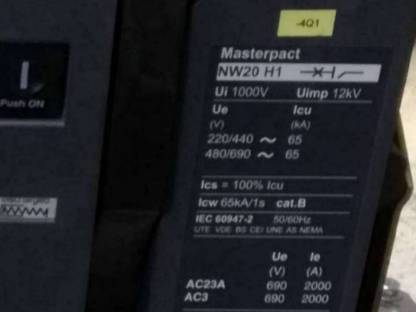 -4Q1
Masterpact
NW20 H1
Ui 1000V Uimp 12kV
Ue Icu
(V) (kA)
220/440 ~ 65
480/690 ~ 65
Push ON
Ics = 100% Icu
Icw 65kA/1s cat.B
IEC 60947-2 50/60Hz
UTE VDE BS CEI UNE AS NEMA
Ue Ie
(V) (A)
AC23A 690 2000
AC3 690 2000